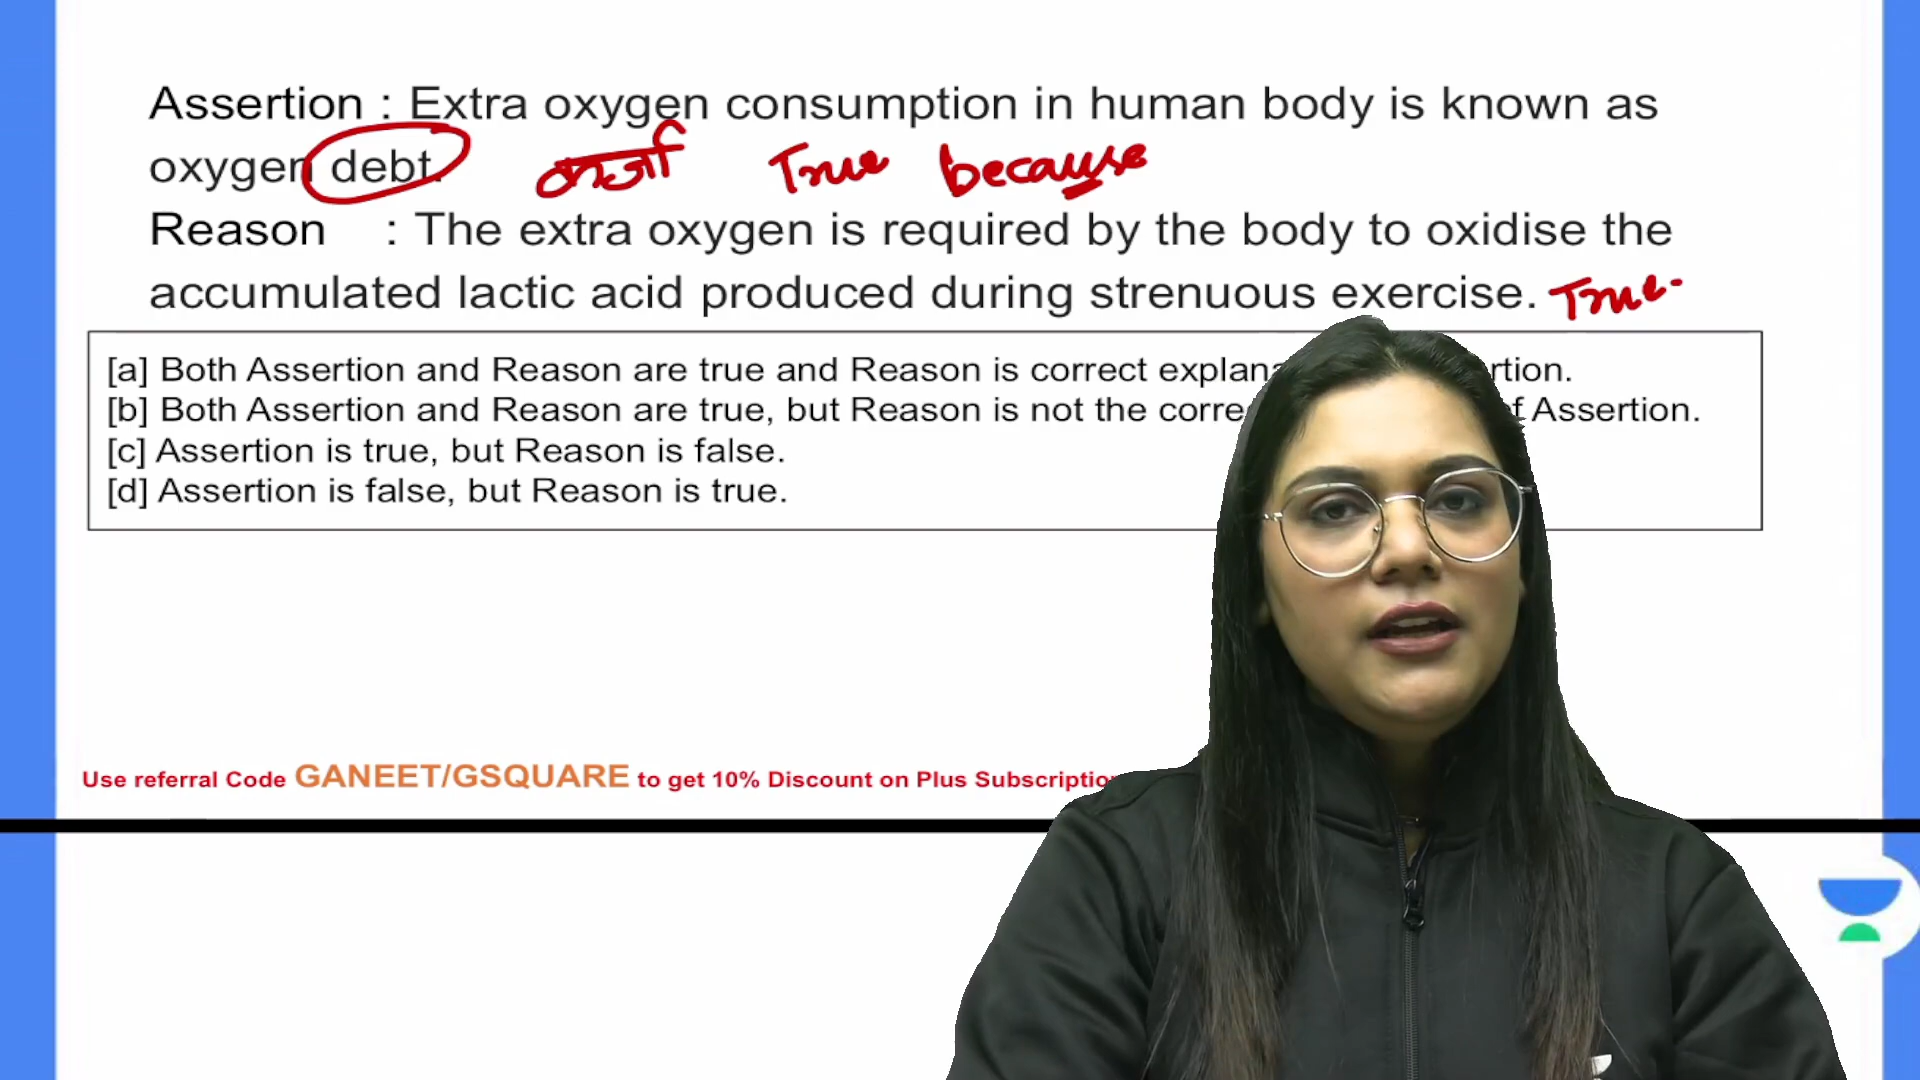 Assertion : Extra oxygen consumption in human body is known as
oxygen debt. कर्जा True because
Reason : The extra oxygen is required by the body to oxidise the
accumulated lactic acid produced during strenuous exercise. True.
[a] Both Assertion and Reason are true and Reason is correct
[b] Both Assertion and Reason are true, but Reason is not the Assertion.
[c] Assertion is true, but Reason is false.
[d] Assertion is false, but Reason is true.
Use referral Code GANEET/GSQUARE to get 10% Discount on Plus